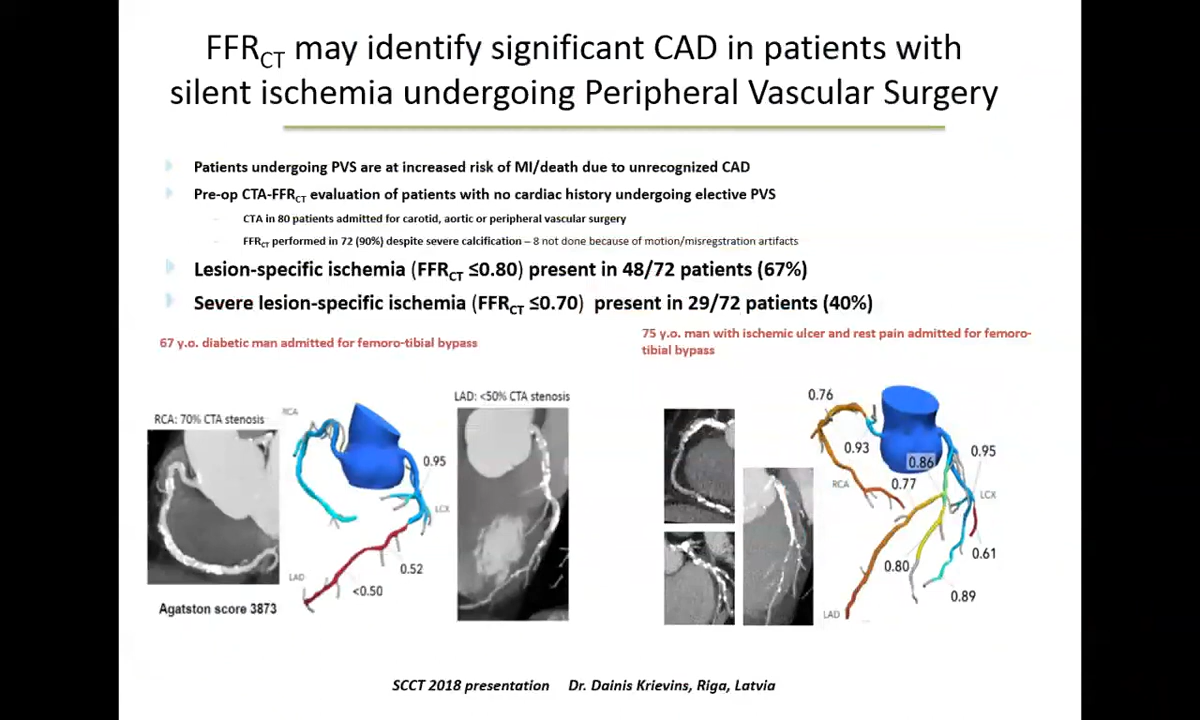 FFRCT may identify significant CAD in patients with
silent ischemia undergoing Peripheral Vascular Surgery
Patients undergoing PVS are at increased risk of MI/death due to unrecognized CAD
Pre-op CTA-FFRCT evaluation of patients with no cardiac history undergoing elective PVS
CTA in 80 patients admitted for carotid, aortic or peripheral vascular surgery
FFRCT performed in 72 (90%) despite severe calcification – 8 not done because of motion/misregstration artifacts
Lesion-specific ischemia (FFRCT ≤0.80) present in 48/72 patients (67%)
Severe lesion-specific ischemia (FFRCT ≤0.70) present in 29/72 patients (40%)
67 y.o. diabetic man admitted for femoro-tibial bypass
RCA: 70% CTA stenosis
RCA
LAD: <50% CTA stenosis
0.95
LCX
0.52
<0.50
LAD
Agatston score 3873
75 y.o. man with ischemic ulcer and rest pain admitted for femoro-
tibial bypass
0.76
0.93
0.86
0.95
RCA
0.77
LCX
0.61
0.80
0.89
LAD
SCCT 2018 presentation Dr. Dainis Krievins, Riga, Latvia